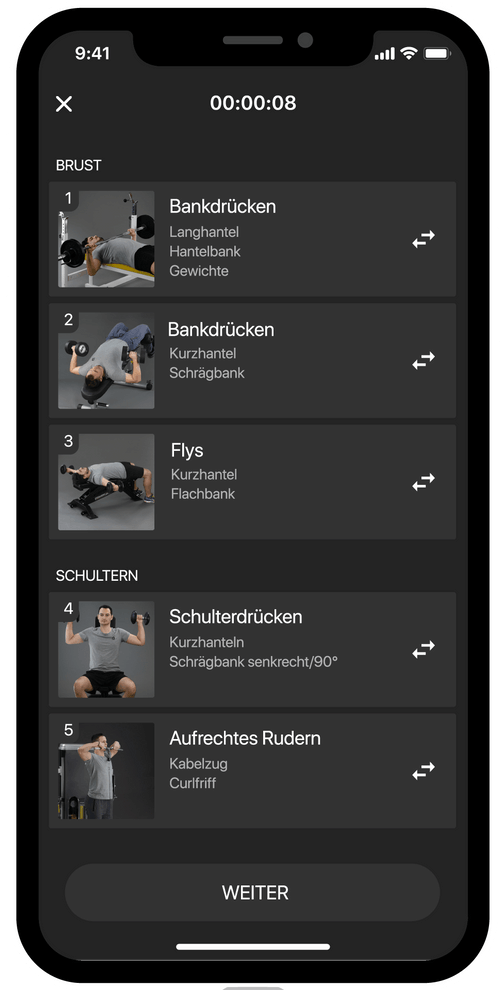 9:41
00:00:08
BRUST
1
Bankdrücken
Langhantel
Hantelbank
Gewichte
2
Bankdrücken
Kurzhantel
Schrägbank
3
Flys
Kurzhantel
Flachbank
SCHULTERN
4
Schulterdrücken
Kurzhanteln
Schrägbank senkrecht/90°
5
Aufrechtes Rudern
Kabelzug
Curlfriff
WEITER